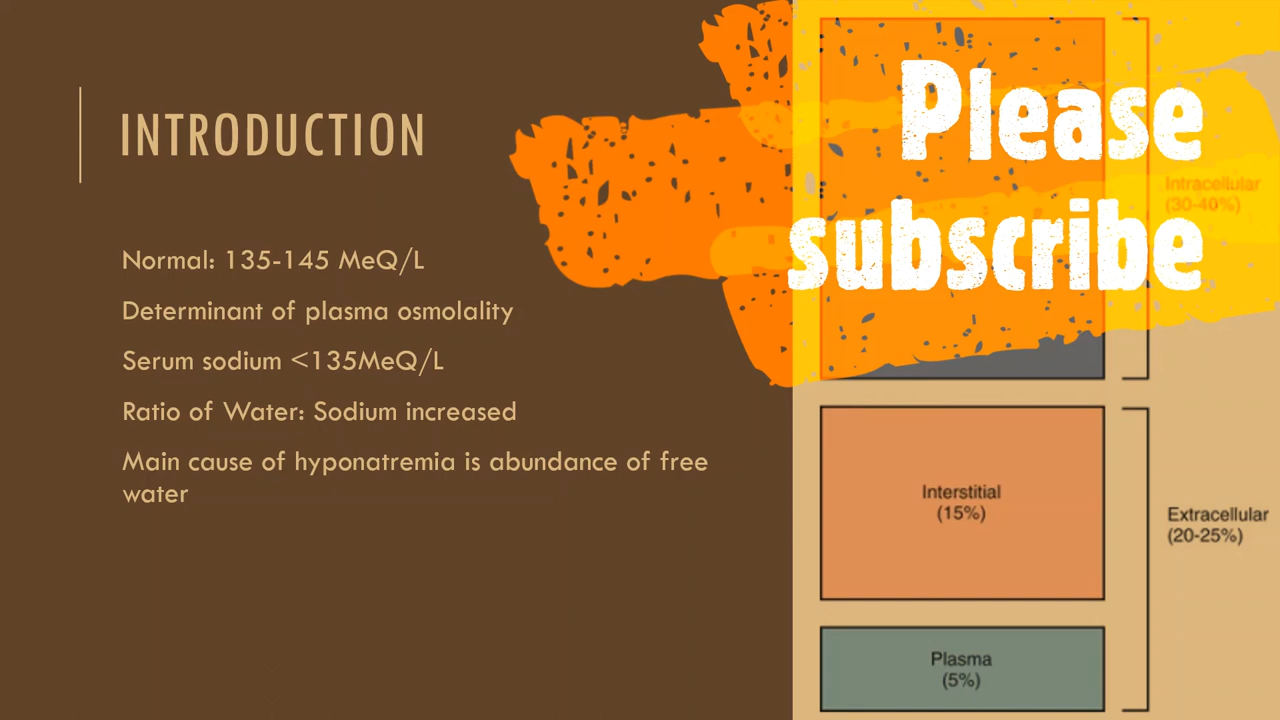 INTRODUCTION
Normal: 135-145 MeQ/L
Determinant of plasma osmolality
Serum sodium <135MeQ/L
Ratio of Water: Sodium increased
Main cause of hyponatremia is abundance of free
water
Please
subscribe
Intracellular
(30-40%)
Interstitial
(15%)
Extracellular
(20-25%)
Plasma
(5%)